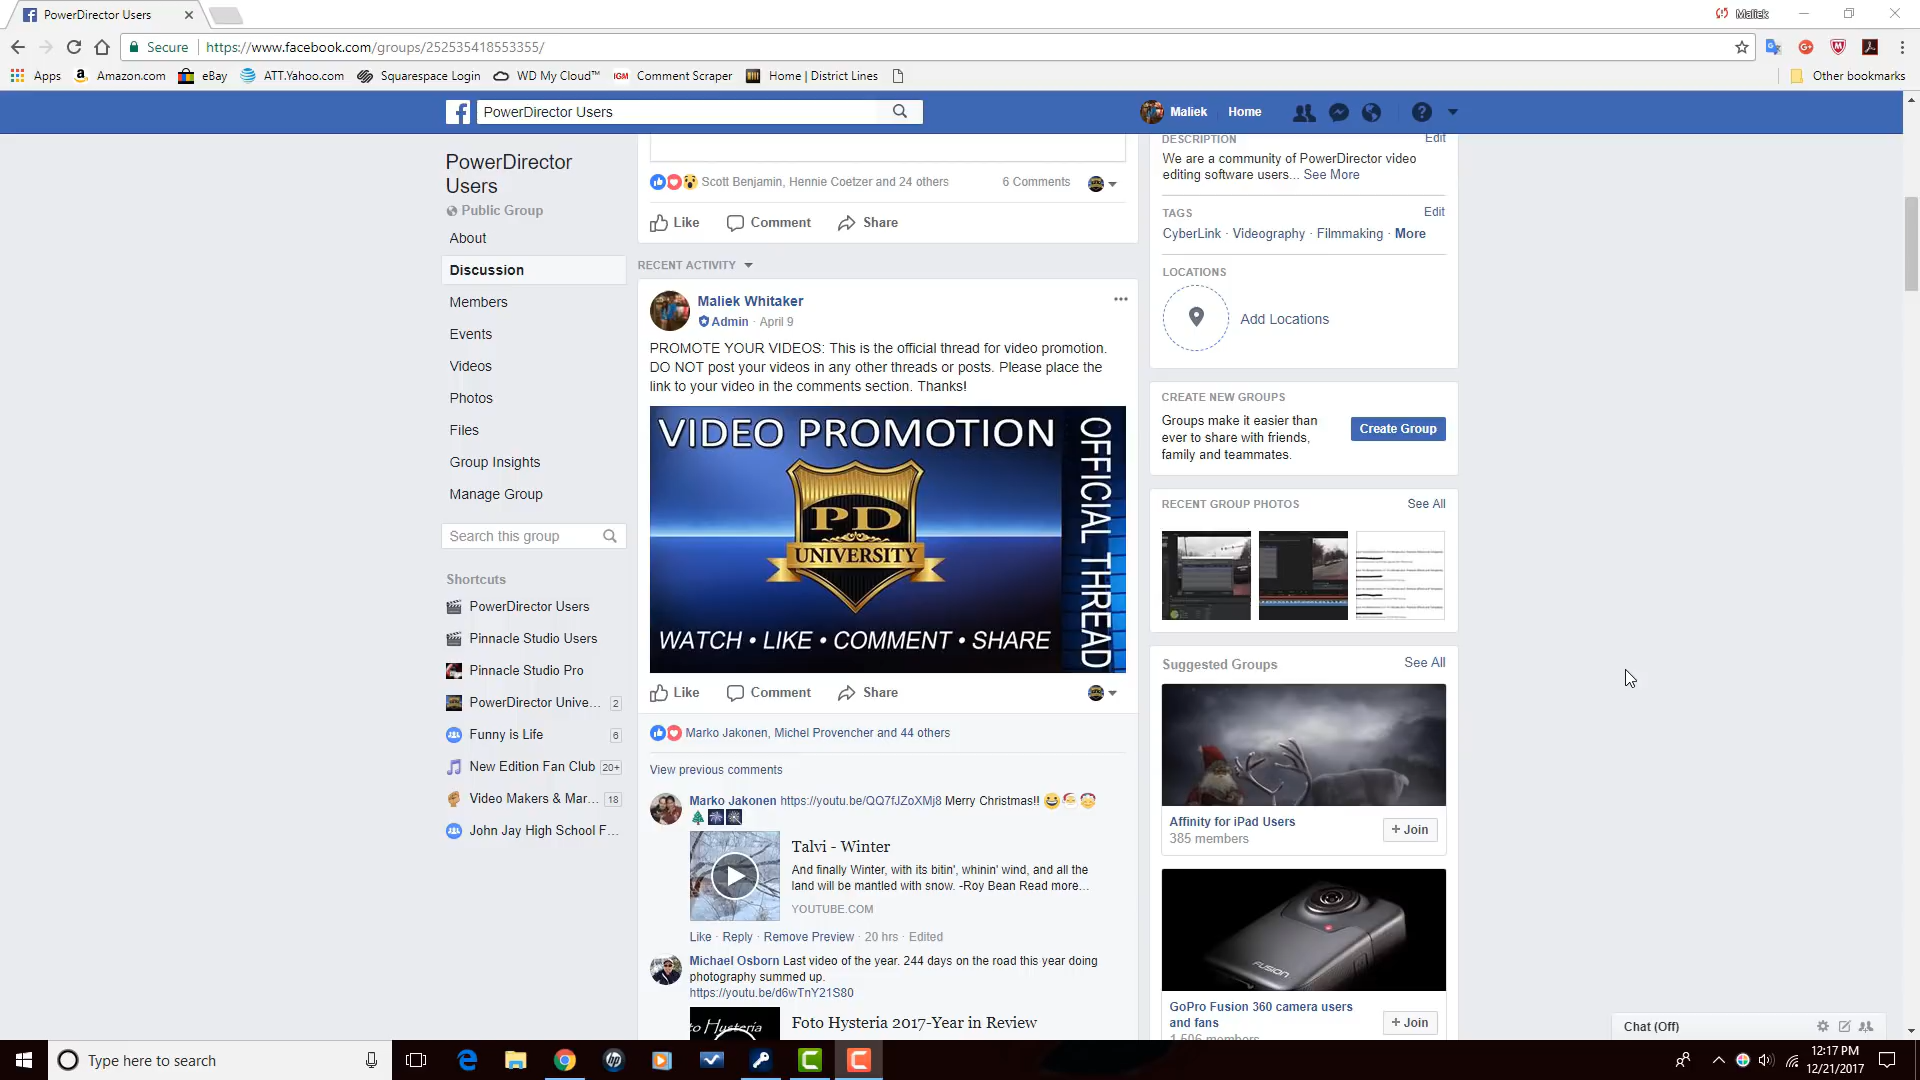 PowerDirector Users
Maliek
Secure
https://www.facebook.com/groups/252535418553355/
Apps
Amazon.com
eBay
ATT.Yahoo.com
Squarespace Login
WD My Cloud™
IGM
Comment Scraper
Home | District Lines
Other bookmarks
PowerDirector Users
Maliek
Home
PowerDirector
Users
Public Group
About
Discussion
Members
Events
Videos
Photos
Files
Group Insights
Manage Group
Search this group
Shortcuts
PowerDirector Users
Pinnacle Studio Users
Pinnacle Studio Pro
PowerDirector Unive... 2
Funny is Life 6
New Edition Fan Club 20+
Video Makers & Mar... 18
John Jay High School F...
Scott Benjamin, Hennie Coetzer and 24 others
6 Comments
Like
Comment
Share
RECENT ACTIVITY
Maliek Whitaker
Admin · April 9
PROMOTE YOUR VIDEOS: This is the official thread for video promotion.
DO NOT post your videos in any other threads or posts. Please place the
link to your video in the comments section. Thanks!
VIDEO PROMOTION
PD
UNIVERSITY
WATCH • LIKE • COMMENT • SHARE
OFFICIAL THREAD
Like
Comment
Share
Marko Jakonen, Michel Provencher and 44 others
View previous comments
Marko Jakonen https://youtu.be/QQ7fJZoXMj8 Merry Christmas!!
Talvi - Winter
And finally Winter, with its bitin', whinin' wind, and all the
land will be mantled with snow. -Roy Bean Read more...
YOUTUBE.COM
Like · Reply · Remove Preview · 20 hrs · Edited
Michael Osborn Last video of the year. 244 days on the road this year doing
photography summed up.
https://youtu.be/d6wTnY21S80
to Hysteria
Foto Hysteria 2017-Year in Review
DESCRIPTION
Edit
We are a community of PowerDirector video
editing software users... See More
TAGS
Edit
CyberLink · Videography · Filmmaking · More
LOCATIONS
Add Locations
CREATE NEW GROUPS
Groups make it easier than
ever to share with friends,
family and teammates.
Create Group
RECENT GROUP PHOTOS
See All
Suggested Groups
See All
Affinity for iPad Users
385 members
+ Join
FUSION
GoPro Fusion 360 camera users
and fans
1,506 members
+ Join
Chat (Off)
Type here to search
12:17 PM
12/21/2017